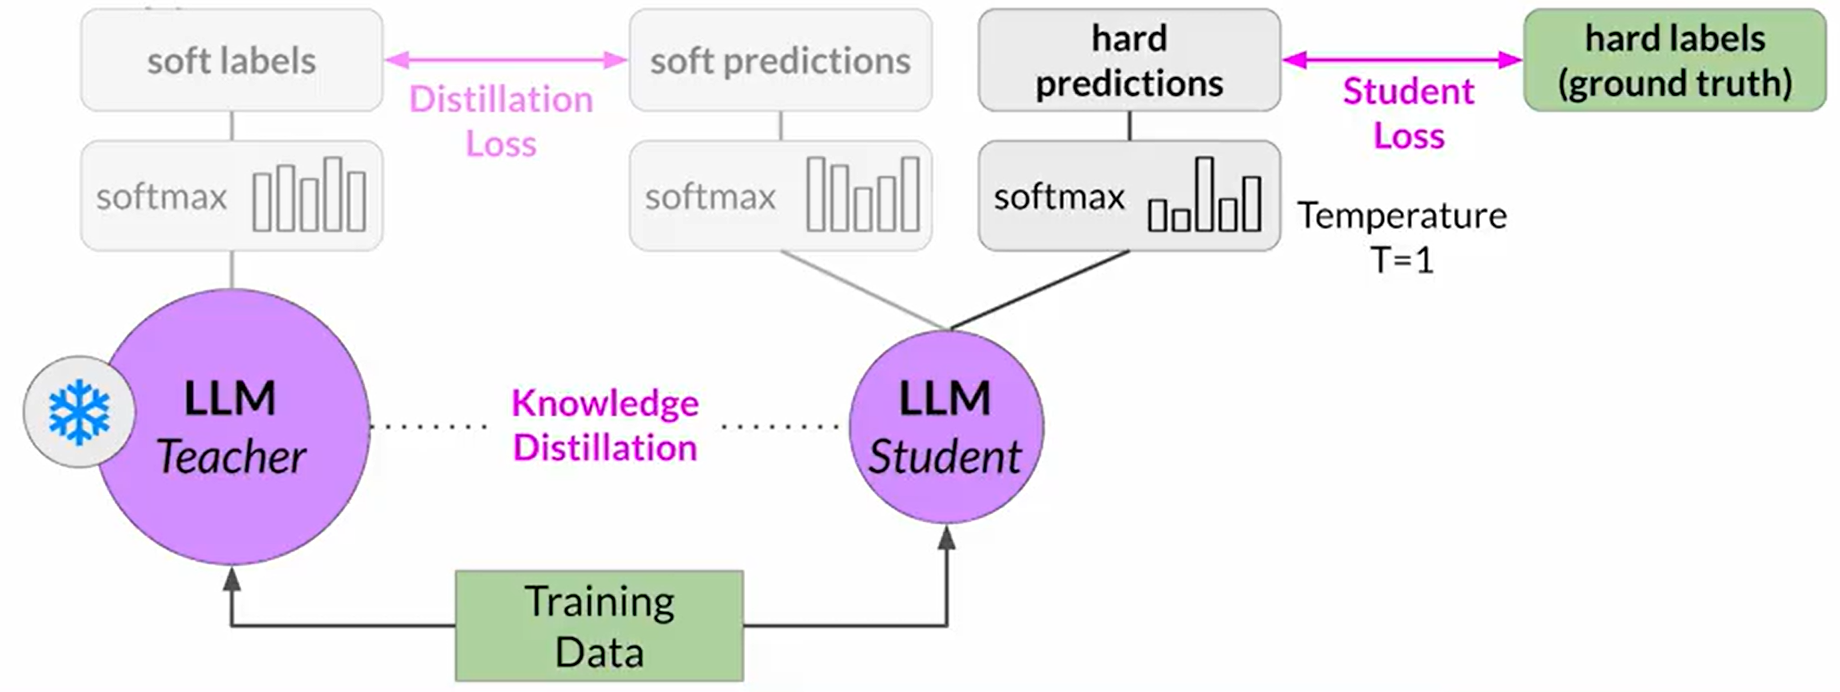 soft labels
Distillation
Loss
soft predictions
hard
predictions
Student
Loss
hard labels
(ground truth)
softmax
softmax
softmax
Temperature
T=1
LLM
Teacher
Knowledge
Distillation
LLM
Student
Training
Data